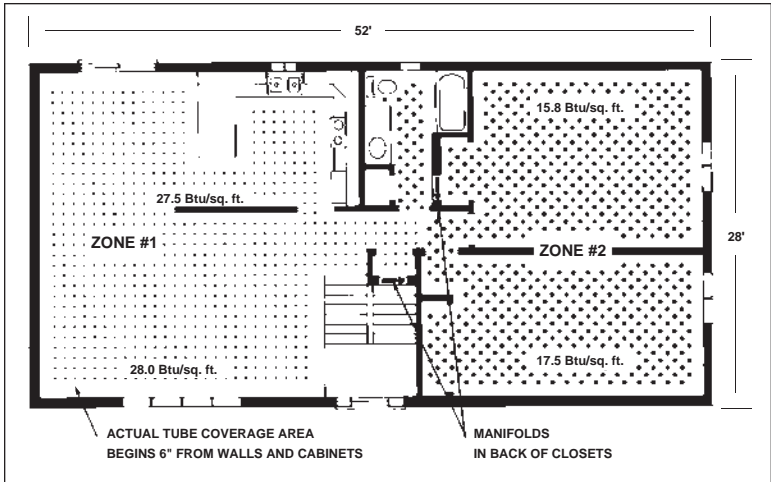 52'
15.8 Btu/sq. ft.
27.5 Btu/sq. ft.
ZONE #1
ZONE #2
28'
28.0 Btu/sq. ft.
17.5 Btu/sq. ft.
ACTUAL TUBE COVERAGE AREA
BEGINS 6" FROM WALLS AND CABINETS
MANIFOLDS
IN BACK OF CLOSETS